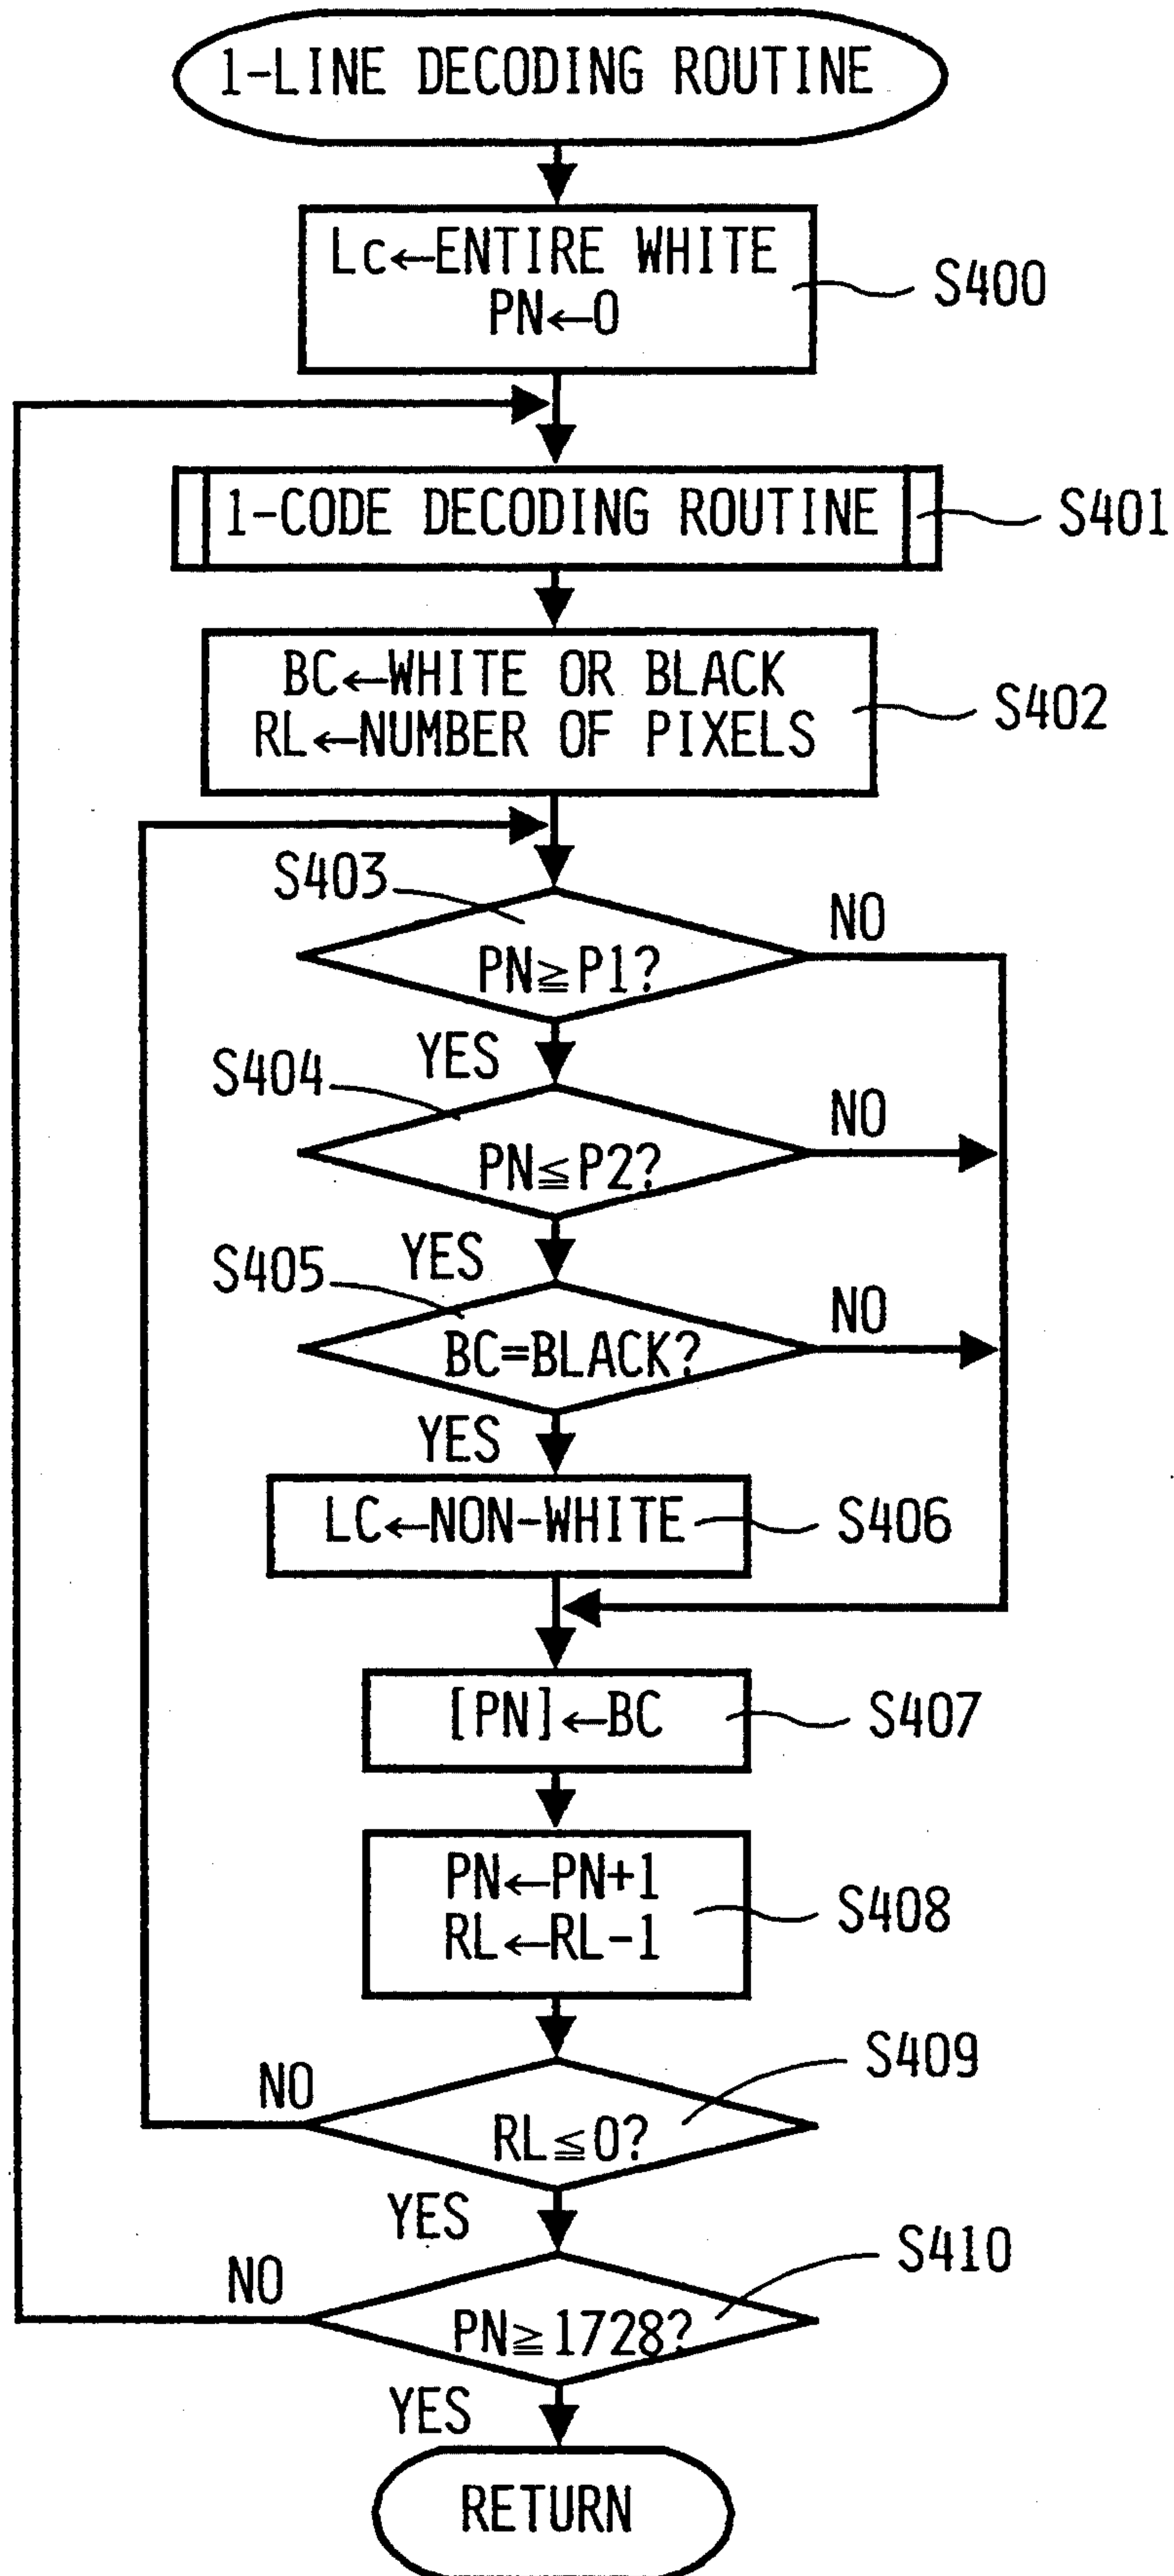 1-LINE DECODING ROUTINE
Lc←ENTIRE WHITE
PN←0
S400
1-CODE DECODING ROUTINE
S401
BC←WHITE OR BLACK
RL←NUMBER OF PIXELS
S402
S403
NO
PN≧P1?
YES
S404
NO
PN≦P2?
YES
S405
NO
BC=BLACK?
YES
LC←NON-WHITE
S406
[PN]←BC
S407
PN←PN+1
RL←RL-1
S408
S409
NO
RL≦0?
YES
S410
NO
PN≧1728?
YES
RETURN